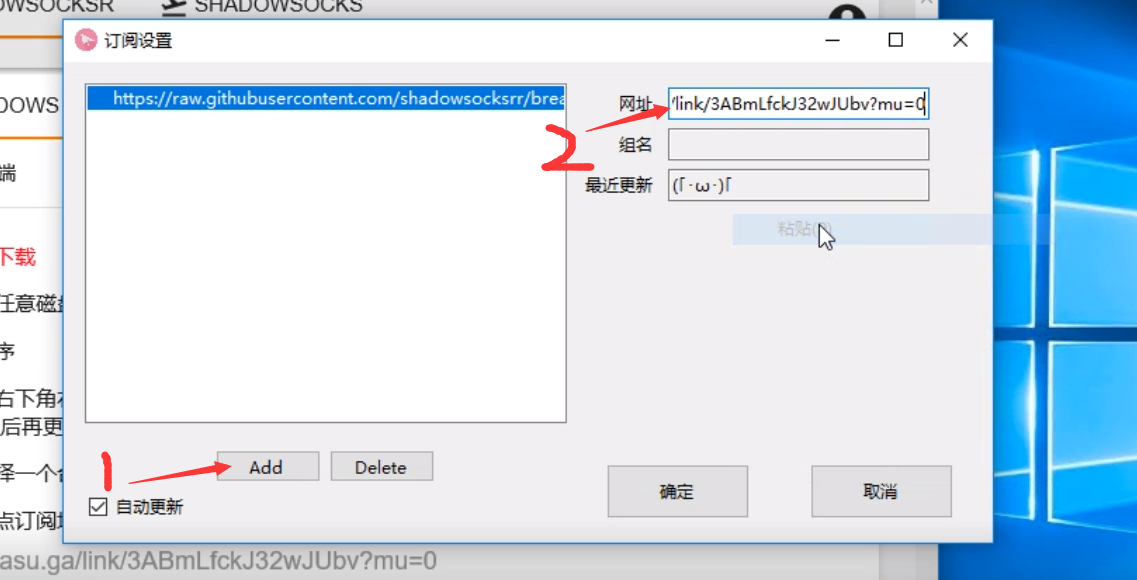 OWSOCKSR SHADOWSOCKS
订阅设置
https://raw.githubusercontent.com/shadowsocksrr/brea
网址 /link/3ABmLfckJ32wJUbv?mu=0
2
组名
最近更新 (｢･ω･)｢
DOWS
端
粘贴
下载
任意磁
序
右下角
后再更
择一个
1
Add Delete
确定 取消
自动更新
点订阅
asu.ga/link/3ABmLfckJ32wJUbv?mu=0